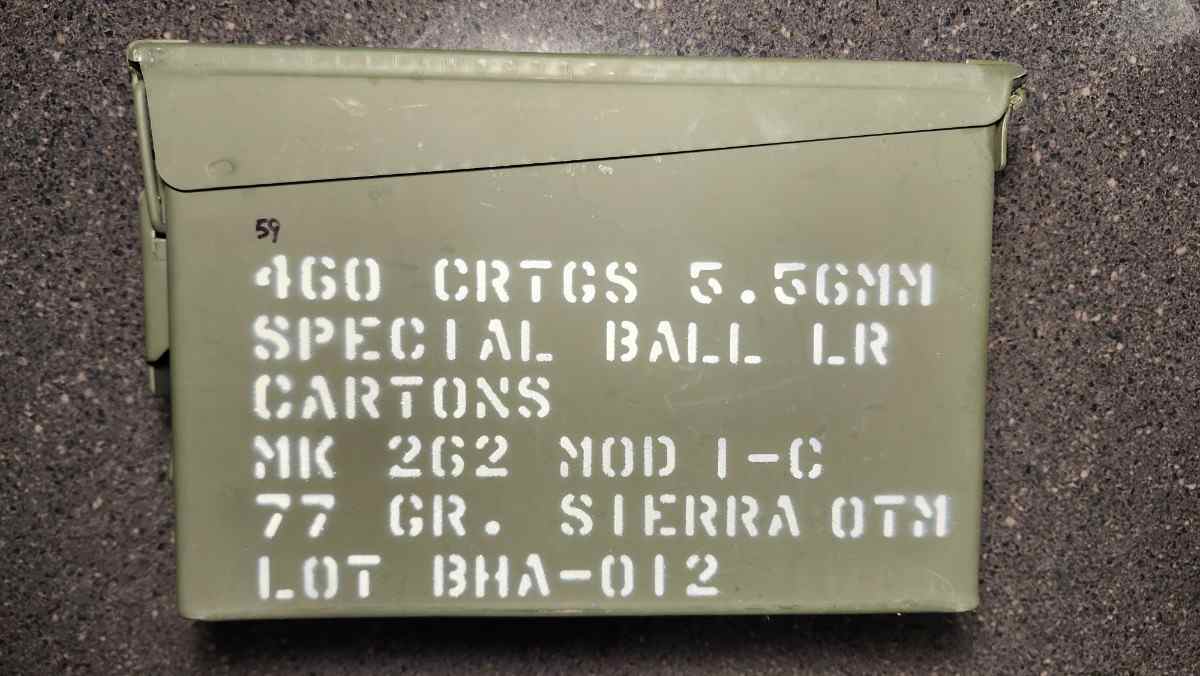 59
460 CRTGS 5.56MM
SPECIAL BALL LR
CARTONS
MK 262 MOD 1-C
77 GR. SIERRA OTM
LOT BHA-012